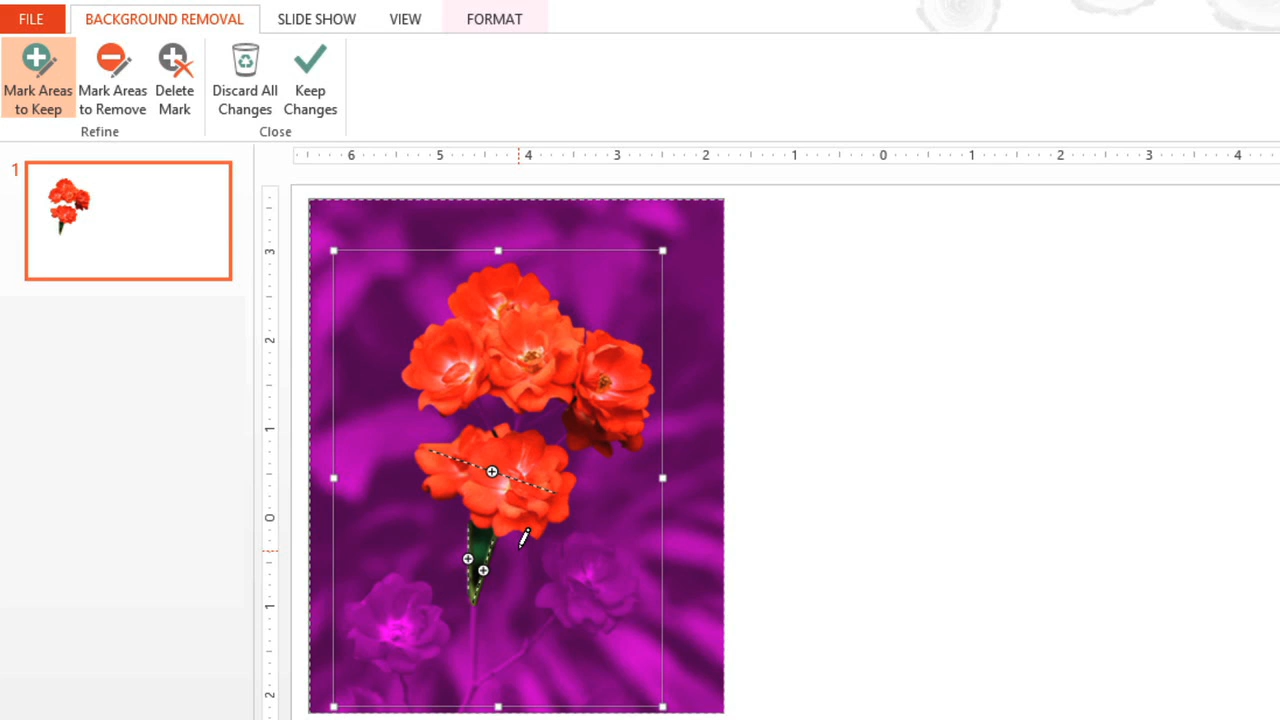 FILE BACKGROUND REMOVAL SLIDE SHOW VIEW FORMAT
Mark Areas to Keep
Mark Areas to Remove
Delete Mark
Discard All Changes
Keep Changes
Refine Close
1
6 5 4 3 2 1 0 1 2 3 4
3
2
1
0
1
2